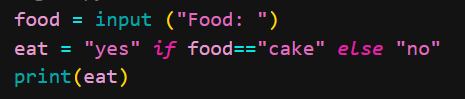 food = input ("Food: ")
eat = "yes" if food=="cake" else "no"
print(eat)